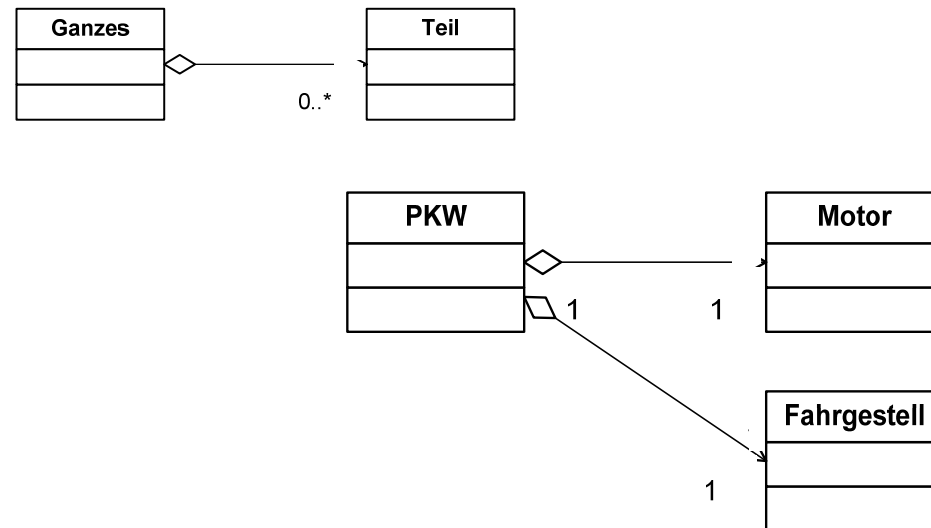 Ganzes
Teil
0..*
PKW
Motor
1
1
Fahrgestell
1